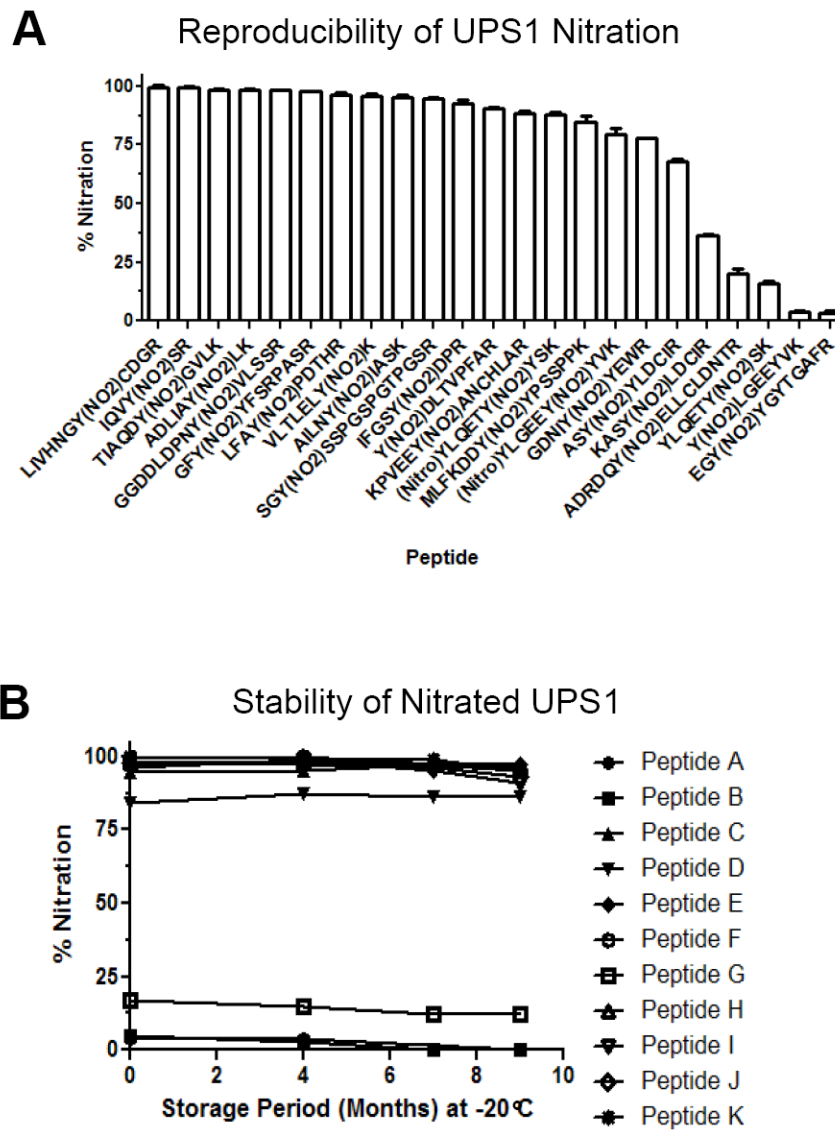 A
Reproducibility of UPS1 Nitration
% Nitration
100
75
50
25
0
LIVHNGY(NO2)CDGR
IQVY(NO2)SR
TIAQDY(NO2)GVLK
ADLIAY(NO2)LK
GGDDLDPNY(NO2)VLSSR
GFY(NO2)YFSRPASR
LFAY(NO2)PDTHR
VLTLELY(NO2)K
AILNY(NO2)IASK
SGY(NO2)SSPGSPGTPGSR
IFGSY(NO2)DPR
Y(NO2)DLTVPFAR
KPVEEY(NO2)ANCHLAR
(Nitro)YLQETY(NO2)YSK
MLFKDDY(NO2)YPSSPPK
(Nitro)YLGEEY(NO2)YVK
GDNIY(NO2)YEWR
ASY(NO2)YLDCIR
KASY(NO2)LDCIR
ADRDQY(NO2)ELLCLDNTR
YLQETY(NO2)SK
Y(NO2)LGEEYVK
EGY(NO2)YGYTGAFR
Peptide
B
Stability of Nitrated UPS1
% Nitration
100
75
50
25
0
0 2 4 6 8 10
Storage Period (Months) at -20°C
Peptide A
Peptide B
Peptide C
Peptide D
Peptide E
Peptide F
Peptide G
Peptide H
Peptide I
Peptide J
Peptide K